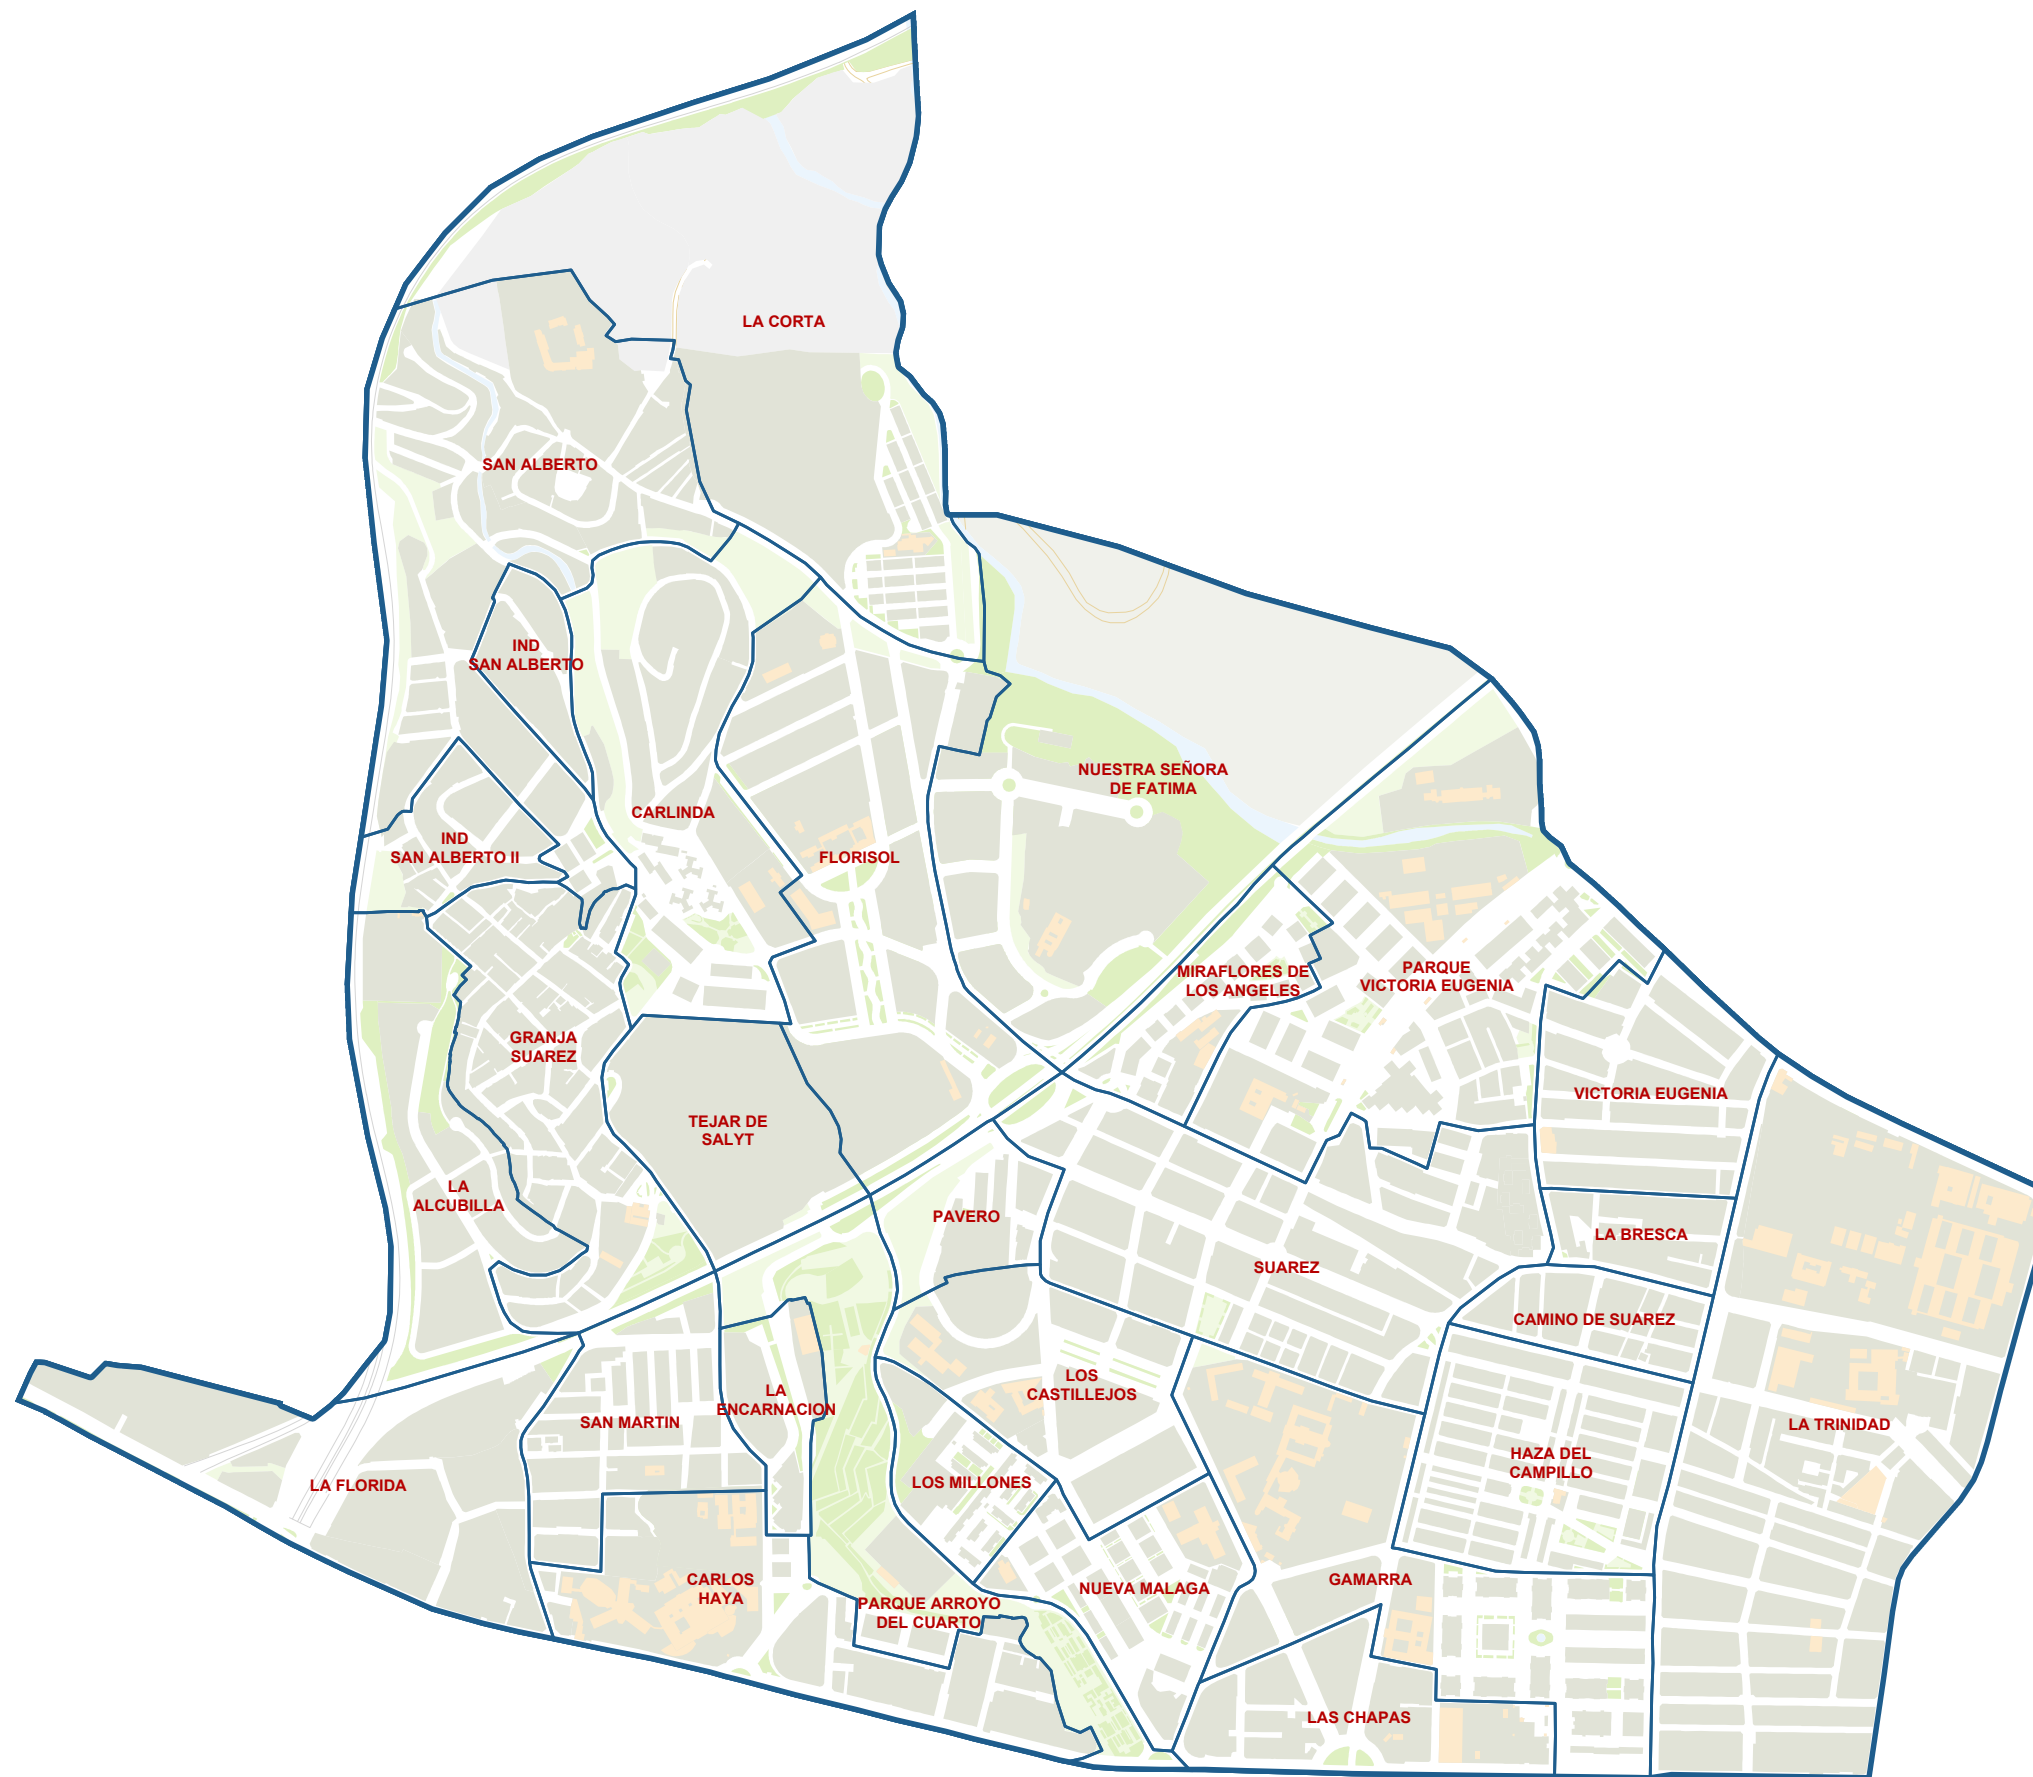 LA CORTA
SAN ALBERTO
IND
SAN ALBERTO
NUESTRA SEÑORA
DE FATIMA
CARLINDA
IND
SAN ALBERTO II
FLORISOL
MIRAFLORES DE
LOS ANGELES
PARQUE
VICTORIA EUGENIA
GRANJA
SUAREZ
VICTORIA EUGENIA
TEJAR DE
SALYT
LA
ALCUBILLA
PAVERO
LA BRESCA
SUAREZ
CAMINO DE SUAREZ
LOS
CASTILLEJOS
LA
ENCARNACION
SAN MARTIN
LA TRINIDAD
HAZA DEL
CAMPILLO
LA FLORIDA
LOS MILLONES
CARLOS
HAYA
NUEVA MALAGA
GAMARRA
PARQUE ARROYO
DEL CUARTO
LAS CHAPAS